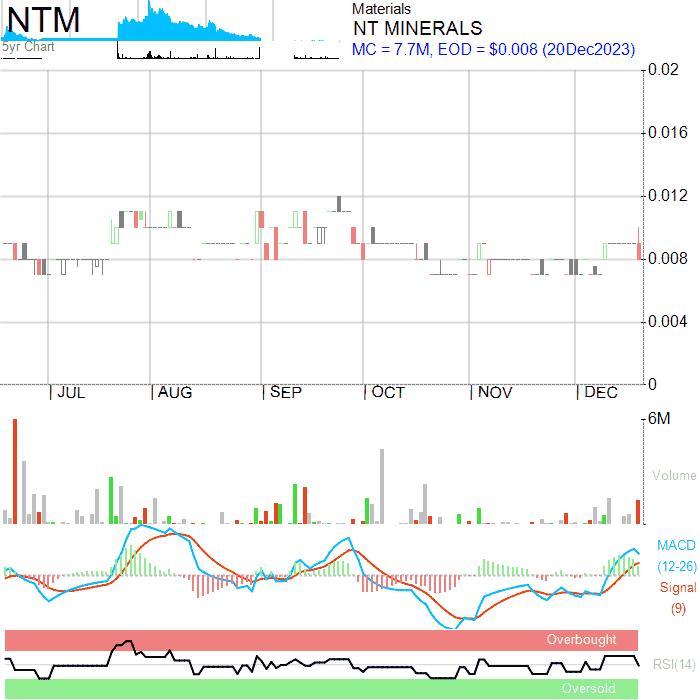 NTM
5yr Chart
Materials
NT MINERALS
MC = 7.7M, EOD = $0.008 (20Dec2023)
0.02
0.016
0.012
0.008
0.004
0
JUL AUG SEP OCT NOV DEC
6M
Volume
MACD
(12-26)
Signal
(9)
Overbought
RSI(14)
Oversold